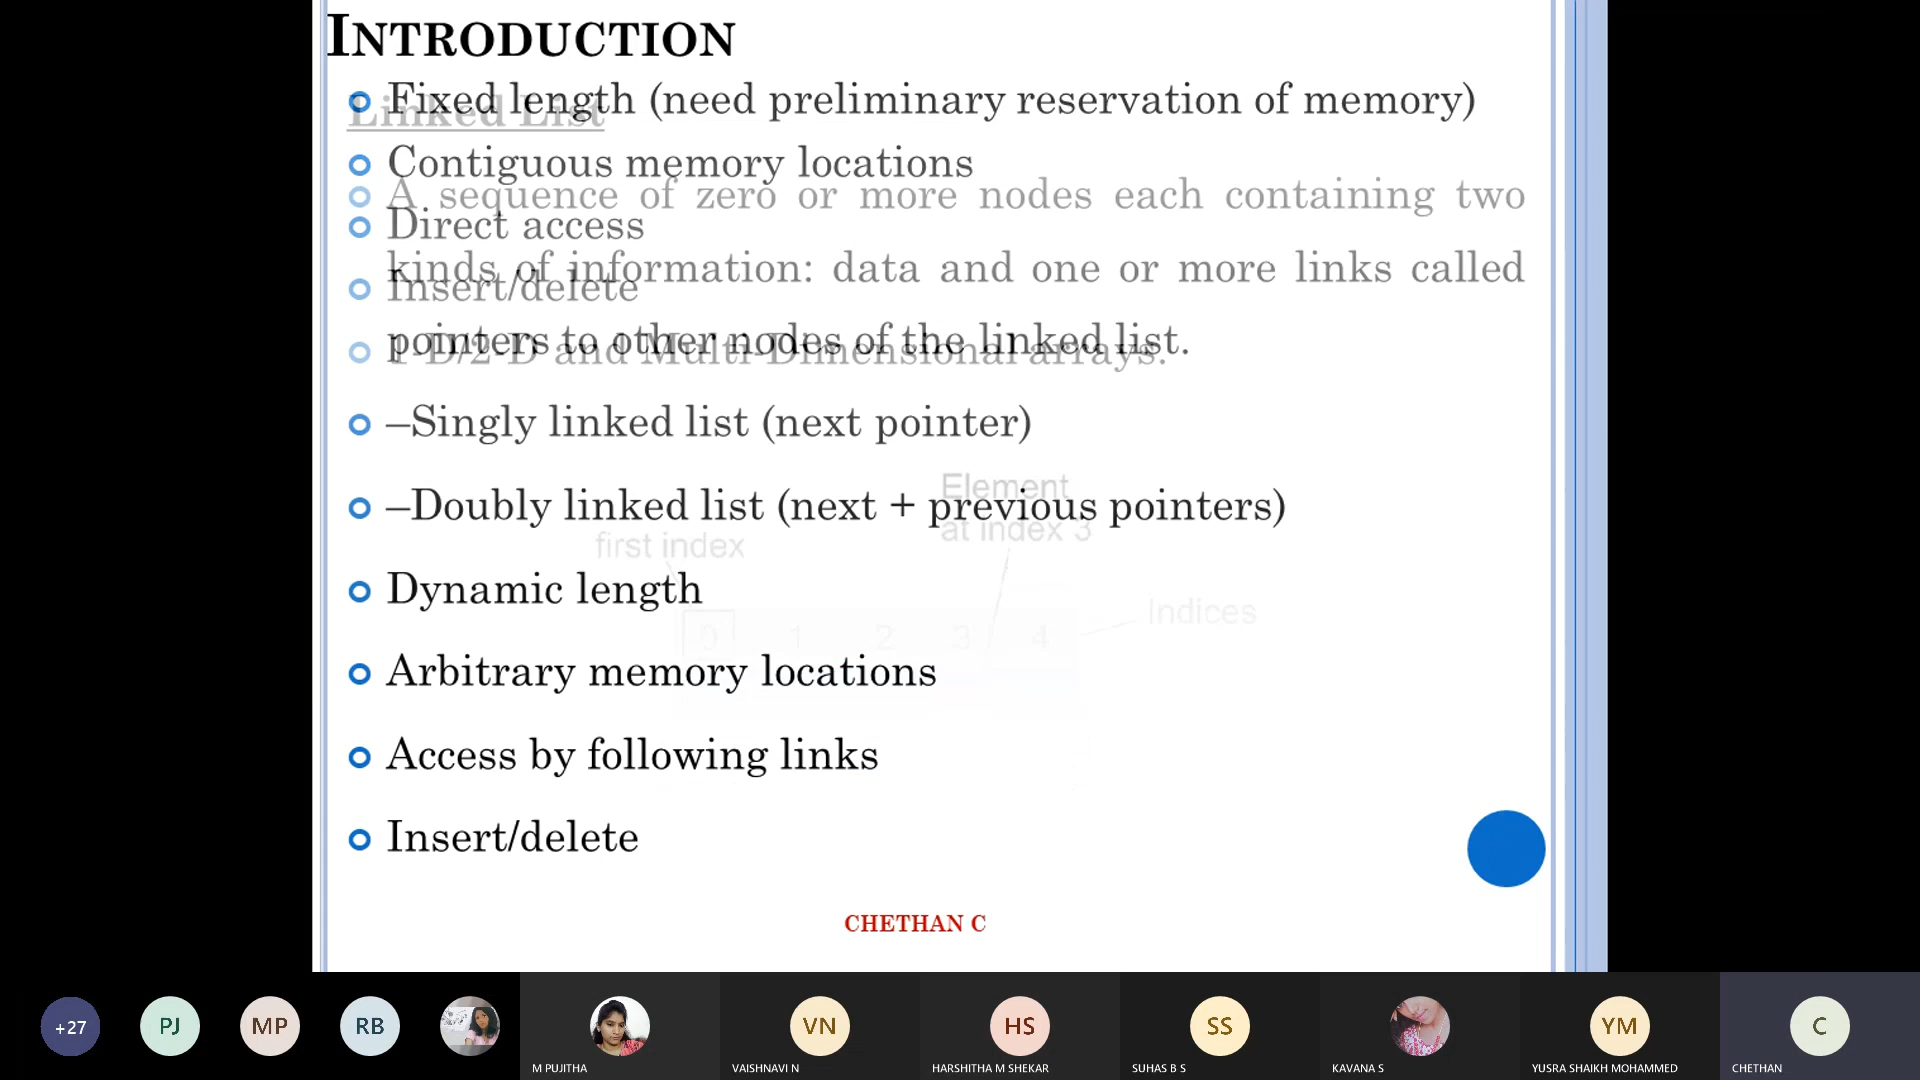 INTRODUCTION
Fixed length (need preliminary reservation of memory)
Linked List
Contiguous memory locations
A sequence of zero or more nodes each containing two
Direct access
kinds of information: data and one or more links called
Insert/delete
pointers to other nodes of the linked list.
1-D/2-D and Multi-Dimensional arrays.
–Singly linked list (next pointer)
Element
–Doubly linked list (next + previous pointers)
at index 3
first index
Dynamic length
Indices
0 1 2 3 4
Arbitrary memory locations
Access by following links
Insert/delete
CHETHAN C
+27 PJ MP RB VN HS SS YM C
M PUJITHA VAISHNAVI N HARSHITHA M SHEKAR SUHAS B S KAVANA S YUSRA SHAIKH MOHAMMED CHETHAN